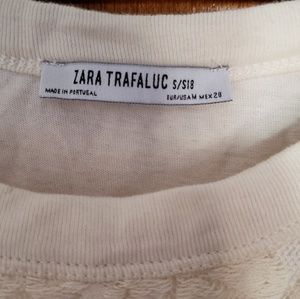 ZARA TRAFALUC S/S18
MADE IN PORTUGAL
EUR/USA M MEX 28